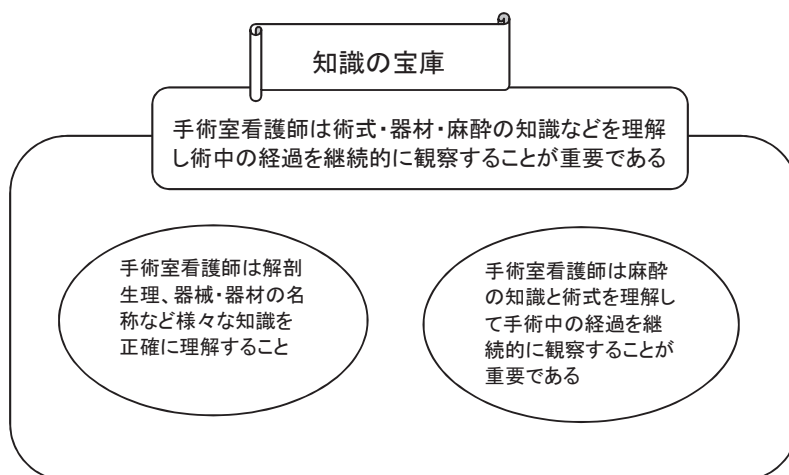 知識の宝庫
手術室看護師は術式・器材・麻酔の知識などを理解
し術中の経過を継続的に観察することが重要である
手術室看護師は解剖
生理、器械・器材の名
称など様々な知識を
正確に理解すること
手術室看護師は麻酔
の知識と術式を理解し
て手術中の経過を継
続的に観察することが
重要である